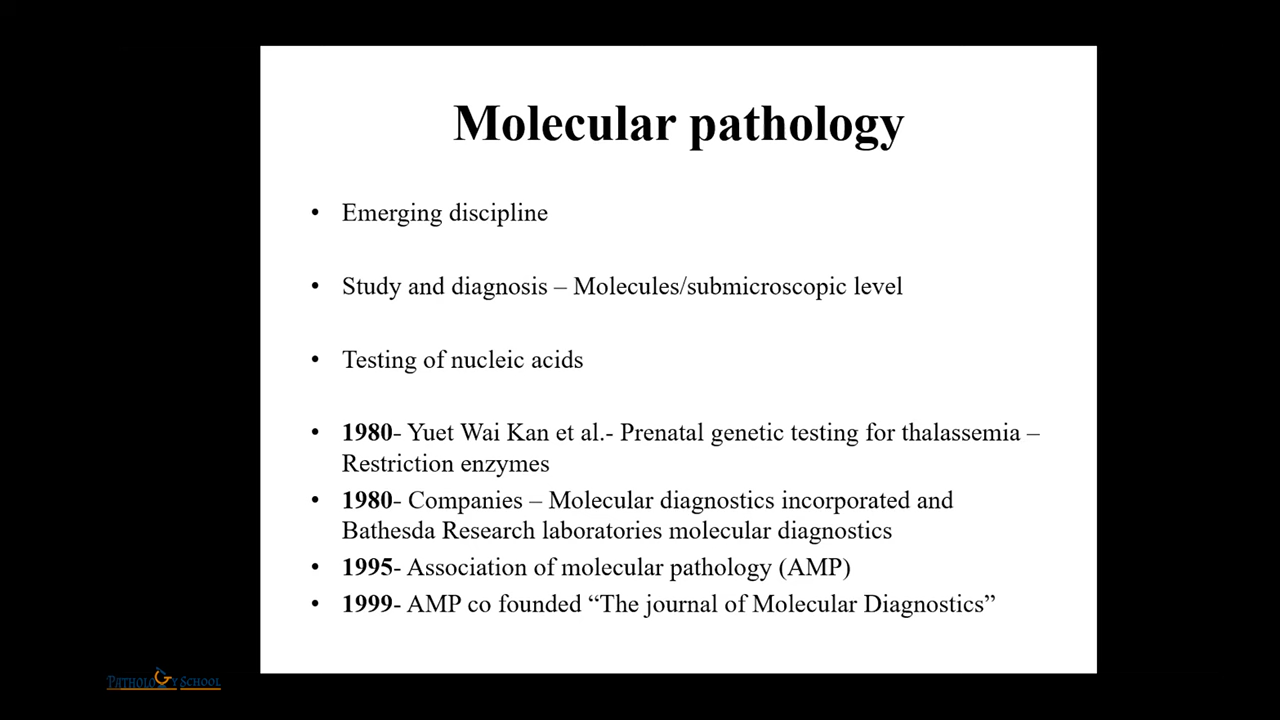 Molecular pathology
• Emerging discipline
• Study and diagnosis – Molecules/submicroscopic level
• Testing of nucleic acids
• 1980- Yuet Wai Kan et al.- Prenatal genetic testing for thalassemia –
Restriction enzymes
• 1980- Companies – Molecular diagnostics incorporated and
Bathesda Research laboratories molecular diagnostics
• 1995- Association of molecular pathology (AMP)
• 1999- AMP co founded “The journal of Molecular Diagnostics”
PATHOLOGY SCHOOL